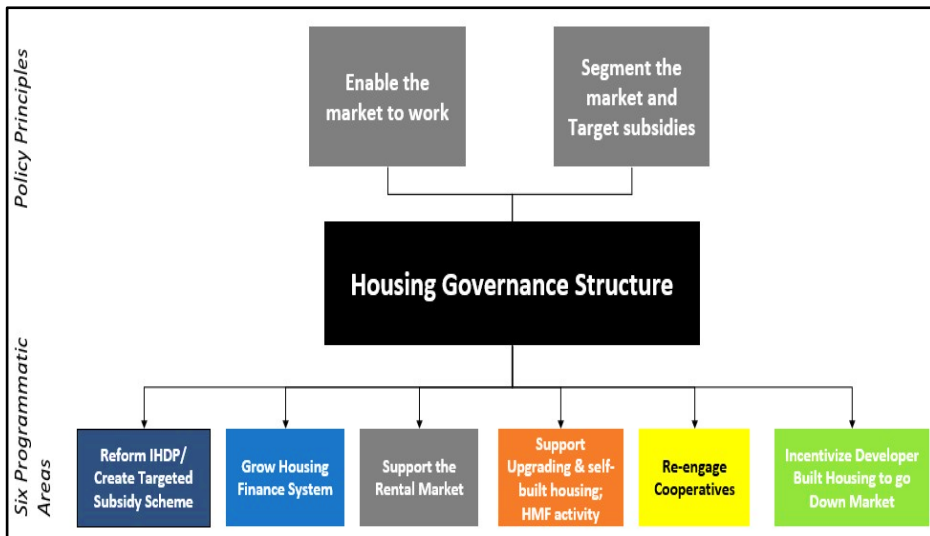 Policy Principles
Enable the
market to work
Segment the
market and
Target subsidies
Housing Governance Structure
Six Programmatic
Areas
Reform IHDP/
Create Targeted
Subsidy Scheme
Grow Housing
Finance System
Support the
Rental Market
Support
Upgrading & self-
built housing;
HMF activity
Re-engage
Cooperatives
Incentivize Developer
Built Housing to go
Down Market